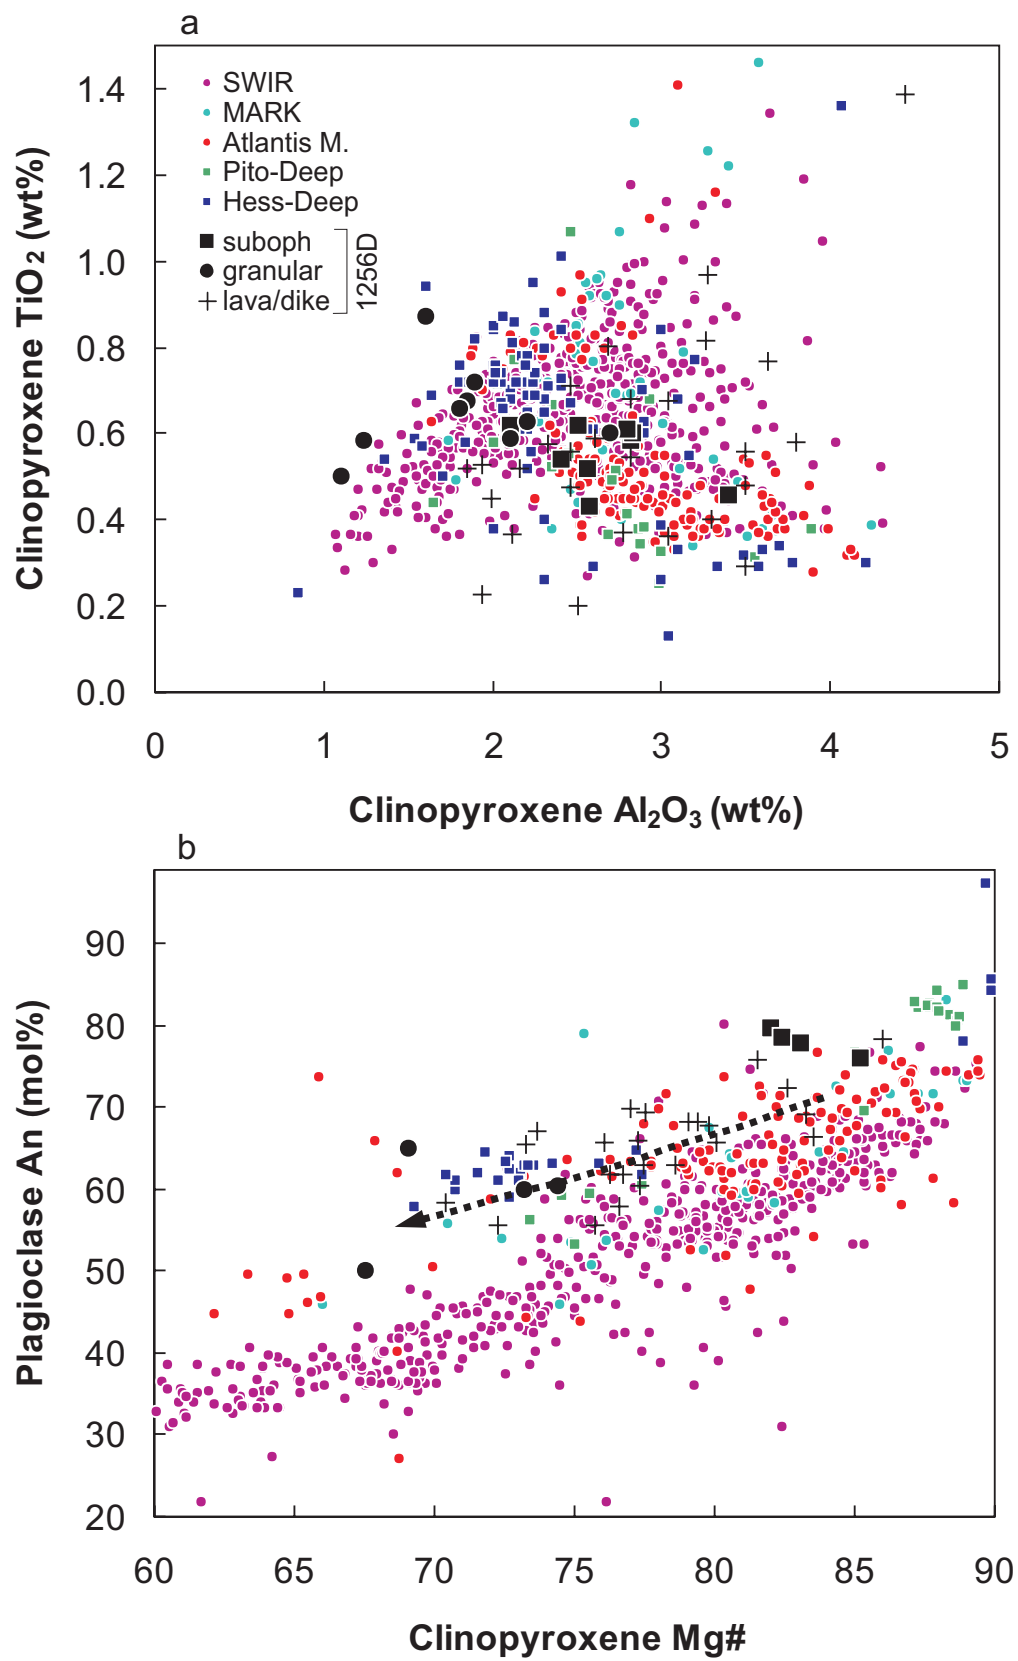 a
Clinopyroxene TiO₂ (wt%)
1.4
1.2
1.0
0.8
0.6
0.4
0.2
0.0
SWIR
MARK
Atlantis M.
Pito-Deep
Hess-Deep
suboph
granular
lava/dike
1256D
0 1 2 3 4 5
Clinopyroxene Al₂O₃ (wt%)
b
Plagioclase An (mol%)
90
80
70
60
50
40
30
20
60 65 70 75 80 85 90
Clinopyroxene Mg#